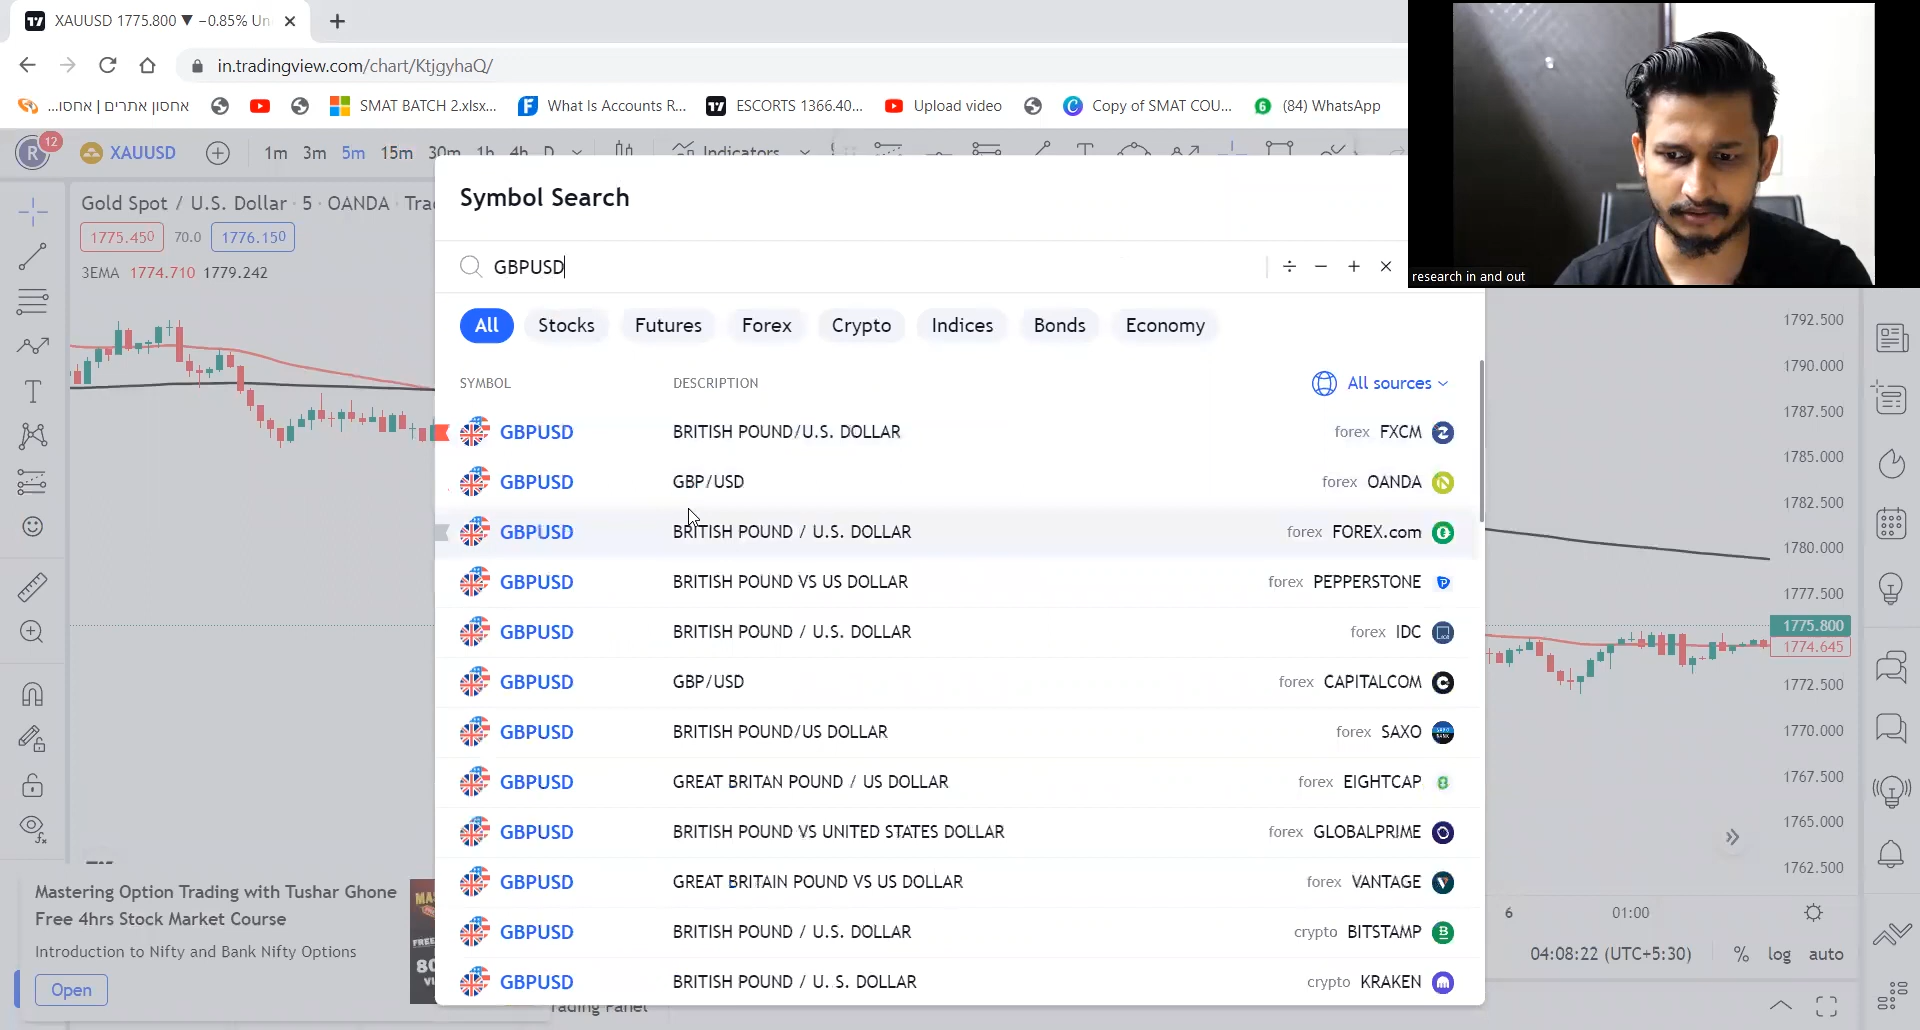 XAUUSD 1775.800 ▼ −0.85% Un
in.tradingview.com/chart/KtjgyhaQ/
אחסון אתרים | אחסו...
SMAT BATCH 2.xlsx...
What Is Accounts R...
ESCORTS 1366.40...
Upload video
Copy of SMAT COU...
(84) WhatsApp
R
12
XAUUSD
1m 3m 5m 15m 30m 1h 4h D
Indicators
Gold Spot / U.S. Dollar · 5 · OANDA · Tra
1775.450 70.0 1776.150
3EMA 1774.710 1779.242
Symbol Search
GBPUSD
All Stocks Futures Forex Crypto Indices Bonds Economy
SYMBOL DESCRIPTION All sources
GBPUSD BRITISH POUND/U.S. DOLLAR forex FXCM
GBPUSD GBP/USD forex OANDA
GBPUSD BRITISH POUND / U.S. DOLLAR forex FOREX.com
GBPUSD BRITISH POUND VS US DOLLAR forex PEPPERSTONE
GBPUSD BRITISH POUND / U.S. DOLLAR forex IDC
GBPUSD GBP/USD forex CAPITALCOM
GBPUSD BRITISH POUND/US DOLLAR forex SAXO
GBPUSD GREAT BRITAN POUND / US DOLLAR forex EIGHTCAP
GBPUSD BRITISH POUND VS UNITED STATES DOLLAR forex GLOBALPRIME
GBPUSD GREAT BRITAIN POUND VS US DOLLAR forex VANTAGE
GBPUSD BRITISH POUND / U.S. DOLLAR crypto BITSTAMP
GBPUSD BRITISH POUND / U. S. DOLLAR crypto KRAKEN
research in and out
1792.500
1790.000
1787.500
1785.000
1782.500
1780.000
1777.500
1775.800
1774.645
1772.500
1770.000
1767.500
1765.000
1762.500
6 01:00
04:08:22 (UTC+5:30) % log auto
Mastering Option Trading with Tushar Ghone
Free 4hrs Stock Market Course
Introduction to Nifty and Bank Nifty Options
Open
rading Panel